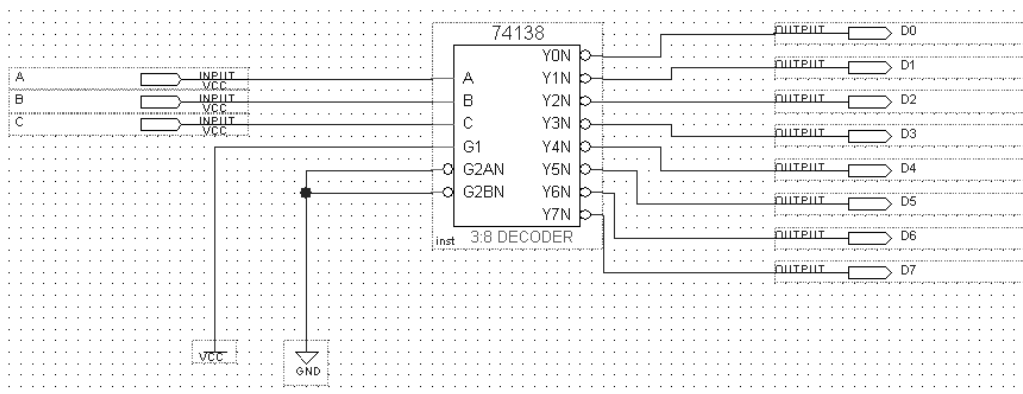 74138
A
INPUT
VCC
B
INPUT
VCC
C
INPUT
VCC
A
B
C
G1
G2AN
G2BN
Y0N
Y1N
Y2N
Y3N
Y4N
Y5N
Y6N
Y7N
inst
3:8 DECODER
OUTPUT D0
OUTPUT D1
OUTPUT D2
OUTPUT D3
OUTPUT D4
OUTPUT D5
OUTPUT D6
OUTPUT D7
VCC
GND